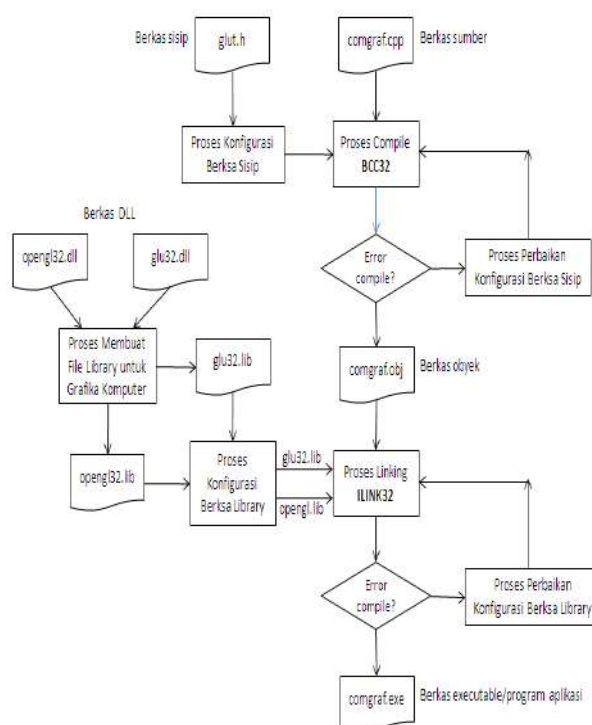 Berkas sisip
glut.h
comgraf.cpp
Berkas sumber
Proses Konfigurasi
Berksa Sisip
Proses Compile
BCC32
Berkas DLL
opengl32.dll
glu32.dll
Error
compile?
Proses Perbaikan
Konfigurasi Berksa Sisip
Proses Membuat
File Library untuk
Grafika Komputer
glu32.lib
comgraf.obj
Berkas obyek
opengl32.lib
Proses
Konfigurasi
Berksa Library
glu32.lib
opengl.lib
Proses Linking
ILINK32
Error
compile?
Proses Perbaikan
Konfigurasi Berksa Library
comgraf.exe
Berkas executable/program aplikasi